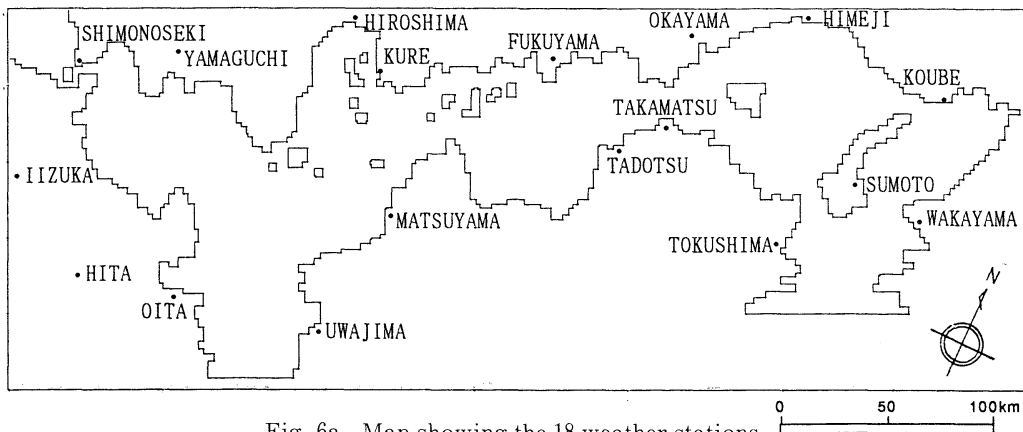 HIROSHIMA
OKAYAMA
HIMEJI
SHIMONOSEKI
YAMAGUCHI
KURE
FUKUYAMA
KOUBE
TAKAMATSU
TADOTSU
IIZUKA
SUMOTO
MATSUYAMA
WAKAYAMA
TOKUSHIMA
HITA
OITA
UWAJIMA
N
0 50 100km
Fig. 6a Map showing the 18 weather stations